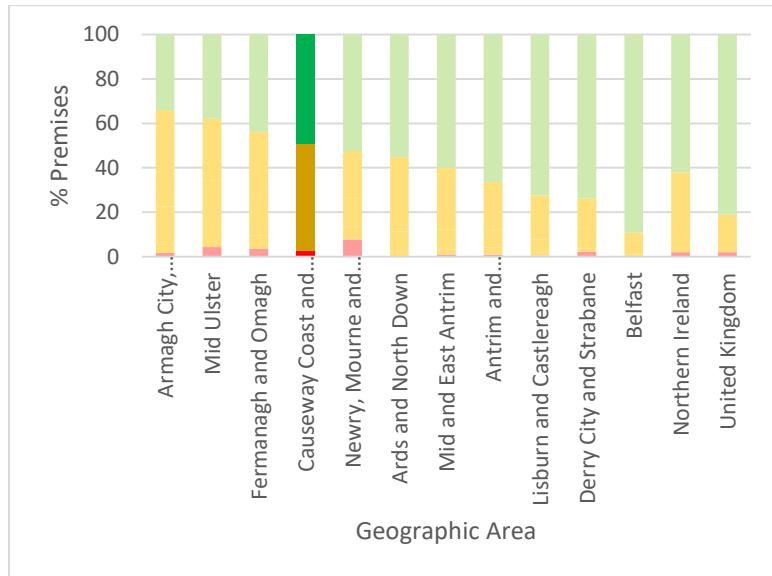 100
80
60
40
20
0
% Premises
Armagh City,...
Mid Ulster
Fermanagh and Omagh
Causeway Coast and...
Newry, Mourne and...
Ards and North Down
Mid and East Antrim
Antrim and...
Lisburn and Castlereagh
Derry City and Strabane
Belfast
Northern Ireland
United Kingdom
Geographic Area